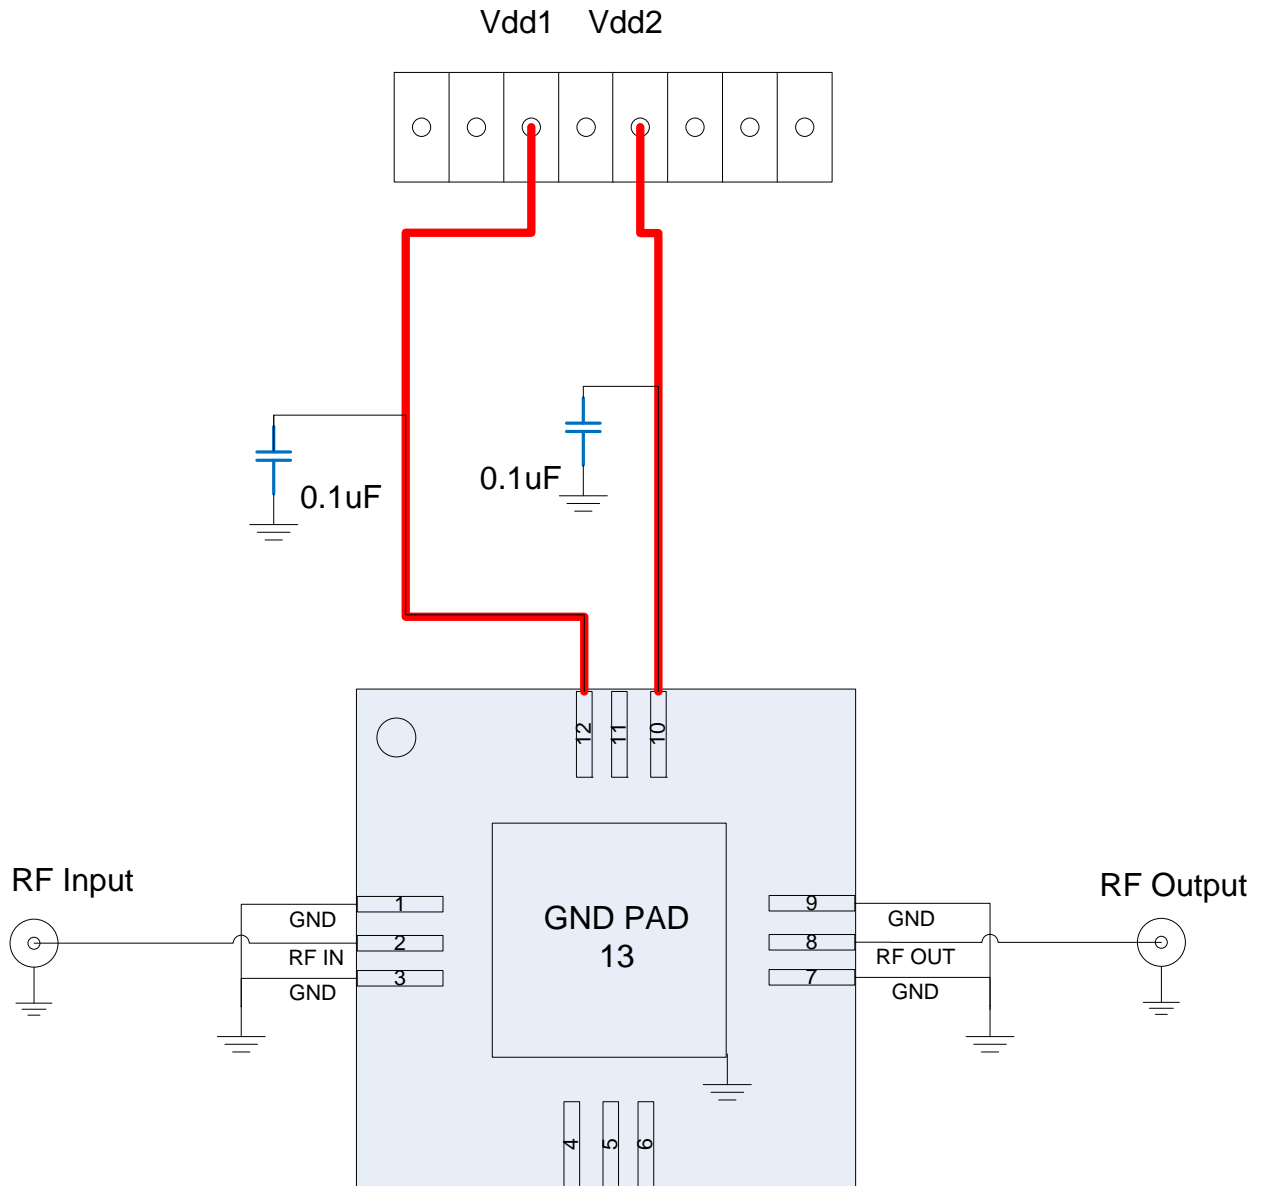 Vdd1 Vdd2
0.1uF
0.1uF
12 11 10
RF Input
RF Output
1
GND
2
RF IN
3
GND
GND PAD
13
9
GND
8
RF OUT
7
GND
4 5 6